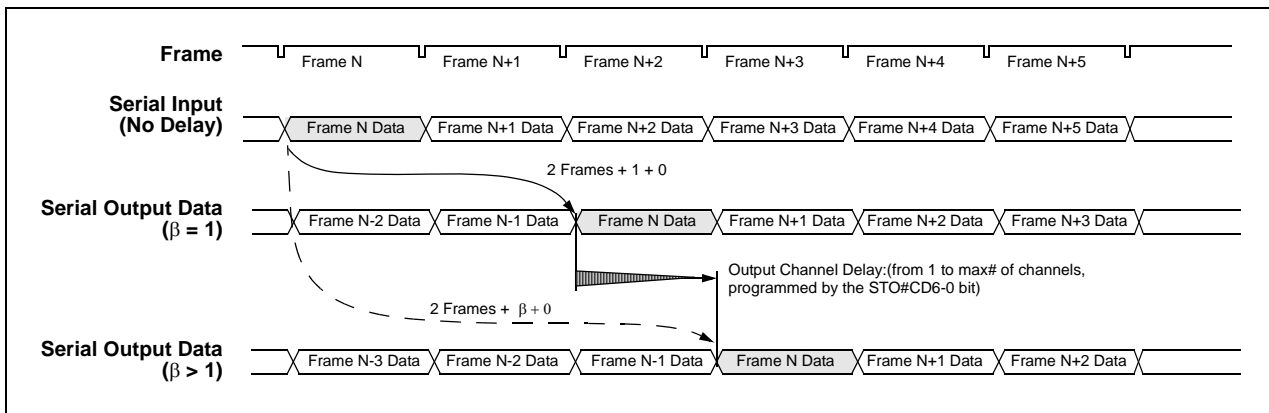 Frame
Frame N Frame N+1 Frame N+2 Frame N+3 Frame N+4 Frame N+5
Serial Input
(No Delay)
Frame N Data Frame N+1 Data Frame N+2 Data Frame N+3 Data Frame N+4 Data Frame N+5 Data
2 Frames + 1 + 0
Serial Output Data
(β = 1)
Frame N-2 Data Frame N-1 Data Frame N Data Frame N+1 Data Frame N+2 Data Frame N+3 Data
Output Channel Delay:(from 1 to max# of channels,
programmed by the STO#CD6-0 bit)
2 Frames + β + 0
Serial Output Data
(β > 1)
Frame N-3 Data Frame N-2 Data Frame N-1 Data Frame N Data Frame N+1 Data Frame N+2 Data